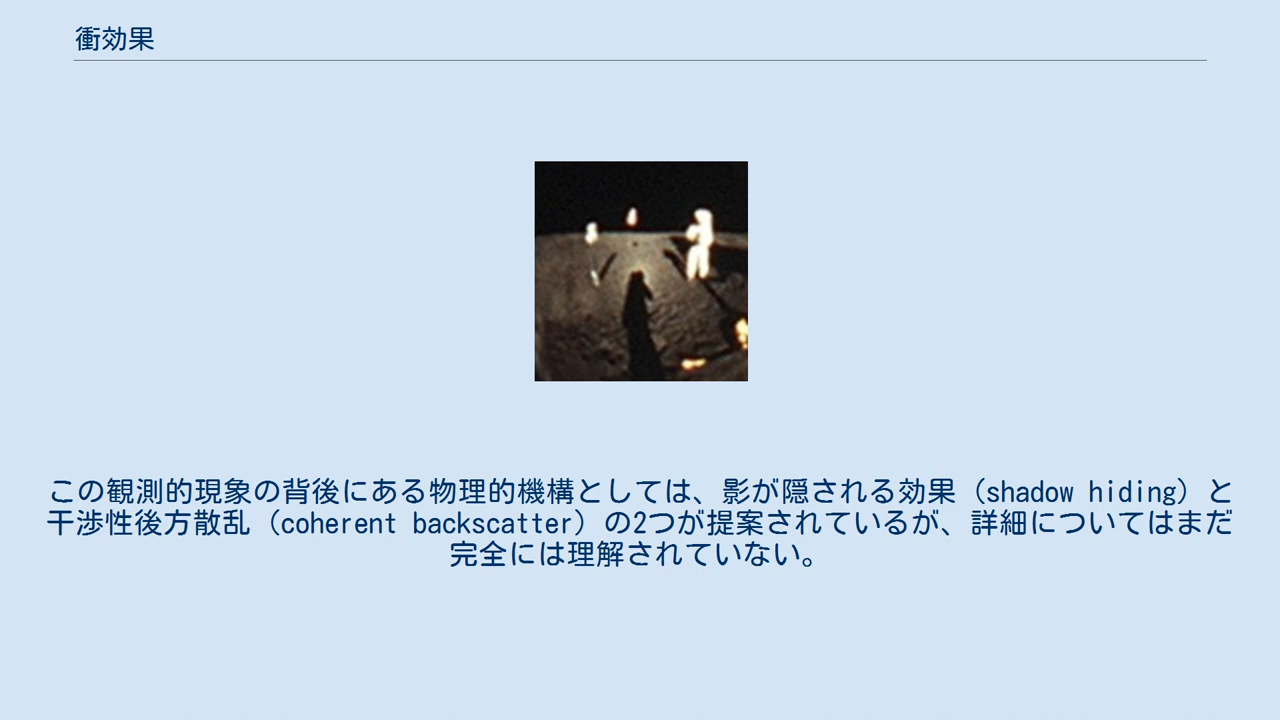 衝効果
この観測的現象の背後にある物理的機構としては、影が隠される効果（shadow hiding）と
干渉性後方散乱（coherent backscatter）の2つが提案されているが、詳細についてはまだ
完全には理解されていない。